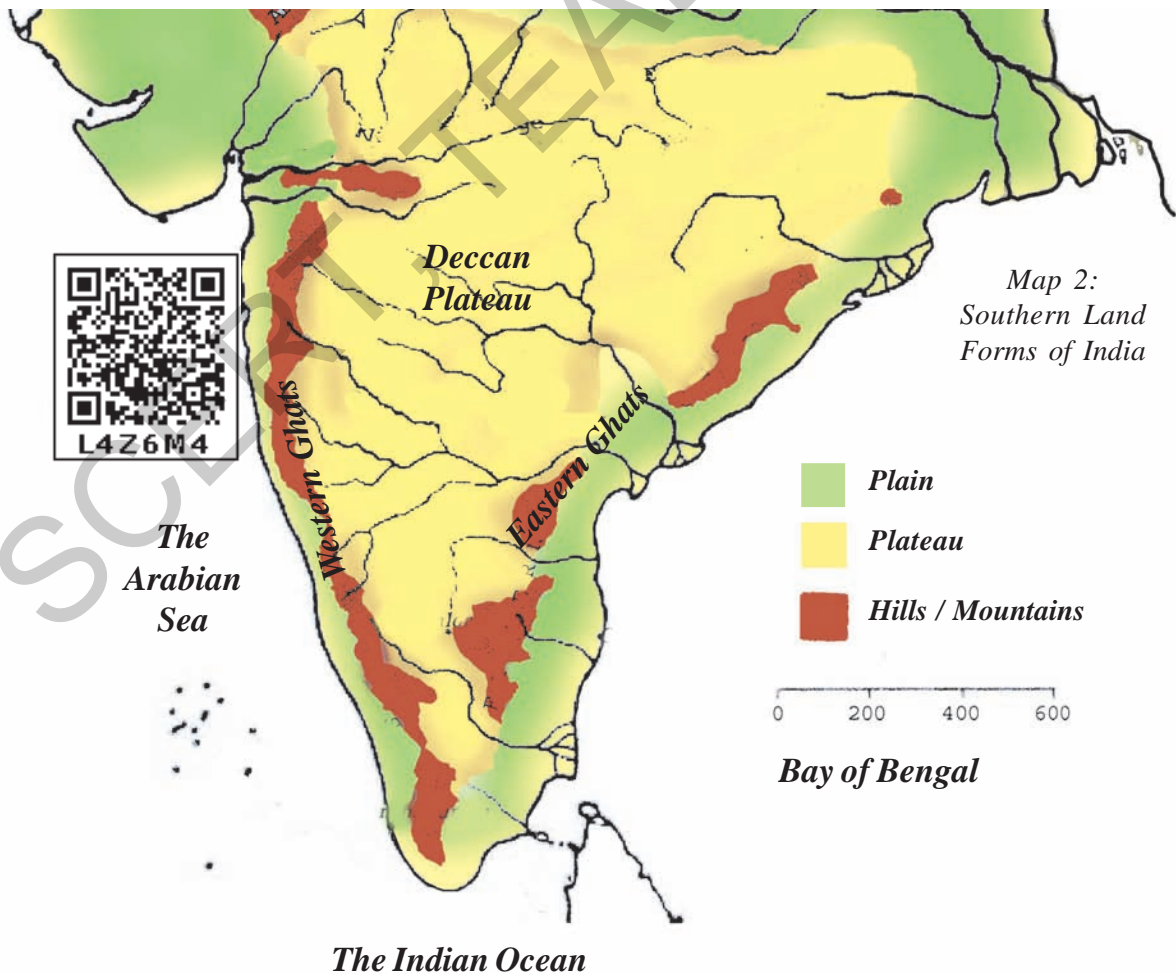 Deccan
Plateau
Map 2:
Southern Land
Forms of India
L4Z6M4
Western Ghats
Eastern Ghats
Plain
Plateau
Hills / Mountains
The
Arabian
Sea
0 200 400 600
Bay of Bengal
The Indian Ocean